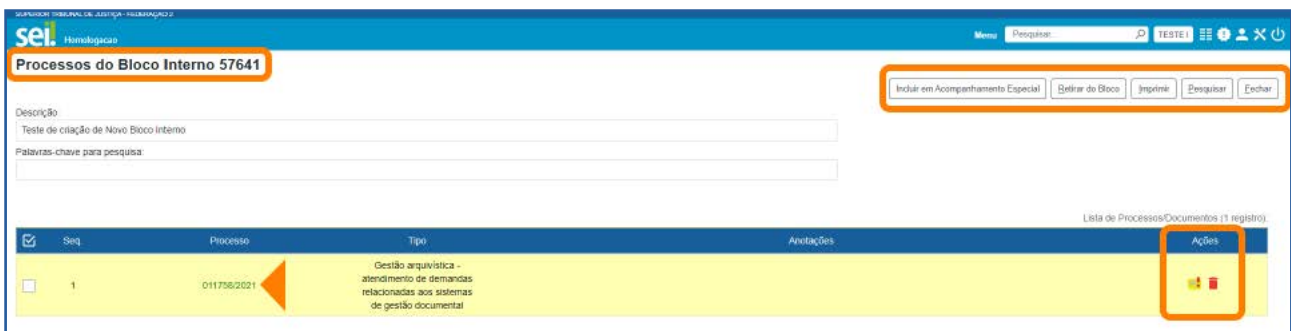 SUPERIOR TRIBUNAL DE JUSTIÇA - FEDERAÇÃO 2
sei. Homologacao
Menu Pesquisar... TESTE I
Processos do Bloco Interno 57641
Incluir em Acompanhamento Especial Retirar do Bloco Imprimir Pesquisar Fechar
Descrição
Teste de criação de Novo Bloco Interno
Palavras-chave para pesquisa:
Lista de Processos/Documentos (1 registro):
Seq. Processo Tipo Anotações Ações
1 011756/2021 Gestão arquivística -
atendimento de demandas
relacionadas aos sistemas
de gestão documental